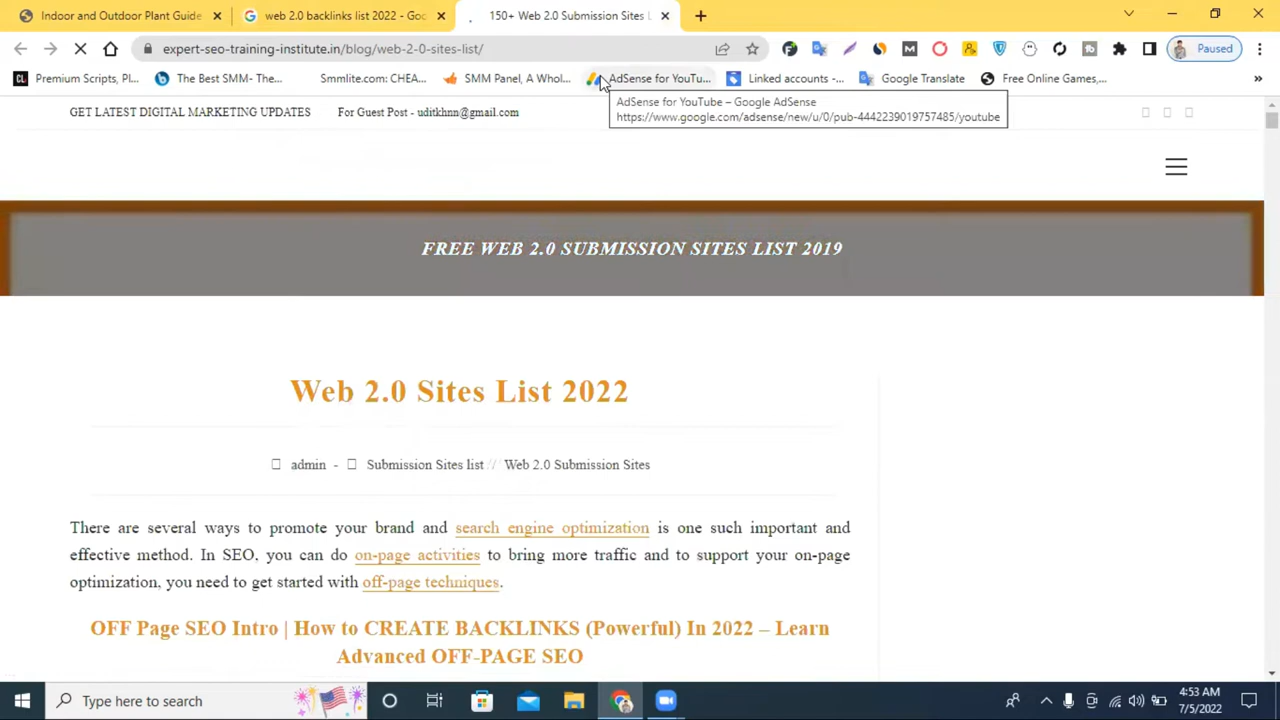 Indoor and Outdoor Plant Guide
web 2.0 backlinks list 2022 - Goo
150+ Web 2.0 Submission Sites L
expert-seo-training-institute.in/blog/web-2-0-sites-list/
Paused
Premium Scripts, Pl...
The Best SMM- The...
Smmlite.com: CHEA...
SMM Panel, A Whol...
AdSense for YouTu...
Linked accounts -...
Google Translate
Free Online Games,...
»
AdSense for YouTube – Google AdSense
https://www.google.com/adsense/new/u/0/pub-4442239019757485/youtube
GET LATEST DIGITAL MARKETING UPDATES
For Guest Post - uditkhnn@gmail.com
FREE WEB 2.0 SUBMISSION SITES LIST 2019
Web 2.0 Sites List 2022
admin - Submission Sites list // Web 2.0 Submission Sites
There are several ways to promote your brand and search engine optimization is one such important and
effective method. In SEO, you can do on-page activities to bring more traffic and to support your on-page
optimization, you need to get started with off-page techniques.
OFF Page SEO Intro | How to CREATE BACKLINKS (Powerful) In 2022 – Learn
Advanced OFF-PAGE SEO
Type here to search
4:53 AM
7/5/2022